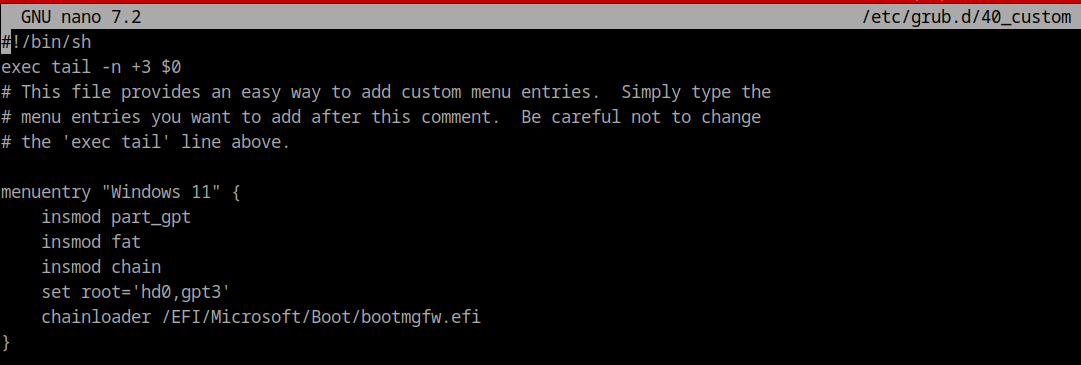 GNU nano 7.2 /etc/grub.d/40_custom
#!/bin/sh
exec tail -n +3 $0
# This file provides an easy way to add custom menu entries.  Simply type the
# menu entries you want to add after this comment.  Be careful not to change
# the 'exec tail' line above.

menuentry "Windows 11" {
    insmod part_gpt
    insmod fat
    insmod chain
    set root='hd0,gpt3'
    chainloader /EFI/Microsoft/Boot/bootmgfw.efi
}